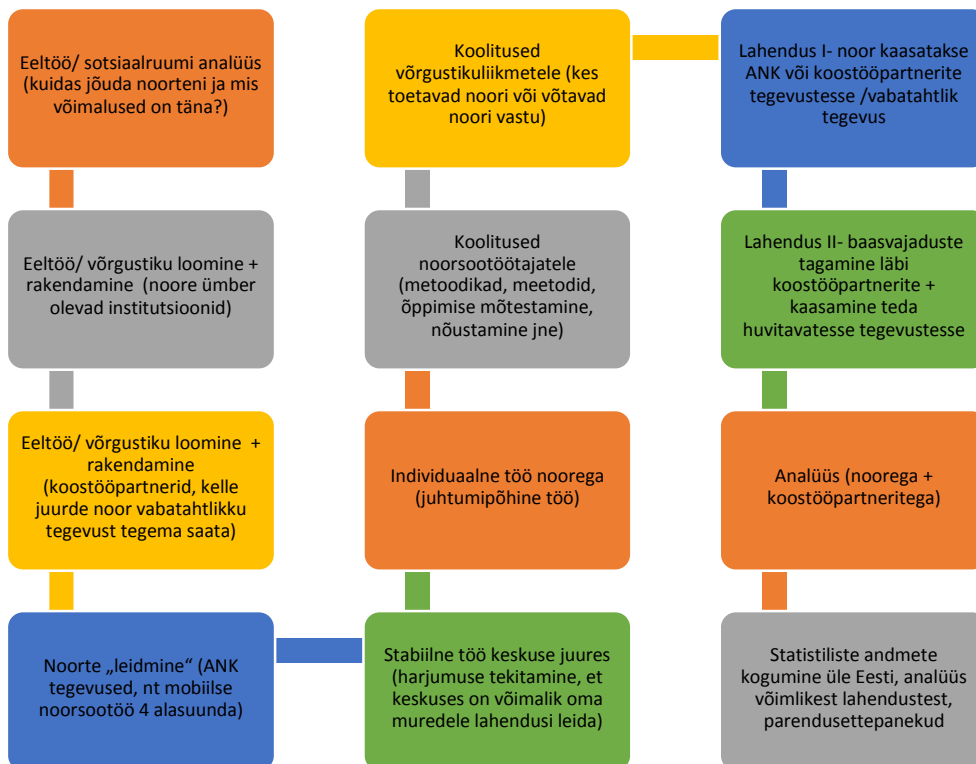 Eeltöö/ sotsiaalruumi analüüs
(kuidas jõuda noorteni ja mis
võimalused on täna?)
Eeltöö/ võrgustiku loomine +
rakendamine (noore ümber
olevad institutsioonid)
Eeltöö/ võrgustiku loomine +
rakendamine
(koostööpartnerid, kelle
juurde noor vabatahtlikku
tegevust tegema saata)
Noorte „leidmine“ (ANK
tegevused, nt mobiilse
noorsootöö 4 alasuunda)
Stabiilne töö keskuse juures
(harjumuse tekitamine, et
keskuses on võimalik oma
muredele lahendusi leida)
Individuaalne töö noorega
(juhtumipõhine töö)
Koolitused
noorsootöötajatele
(metoodikad, meetodid,
õppimise mõtestamine,
nõustamine jne)
Koolitused
võrgustikuliikmetele (kes
toetavad noori või võtavad
noori vastu)
Lahendus I- noor kaasatakse
ANK või koostööpartnerite
tegevustesse /vabatahtlik
tegevus
Lahendus II- baasvajaduste
tagamine läbi
koostööpartnerite +
kaasamine teda
huvitavatesse tegevustesse
Analüüs (noorega +
koostööpartneritega)
Statistiliste andmete
kogumine üle Eesti, analüüs
võimlikest lahendustest,
parendusettepanekud